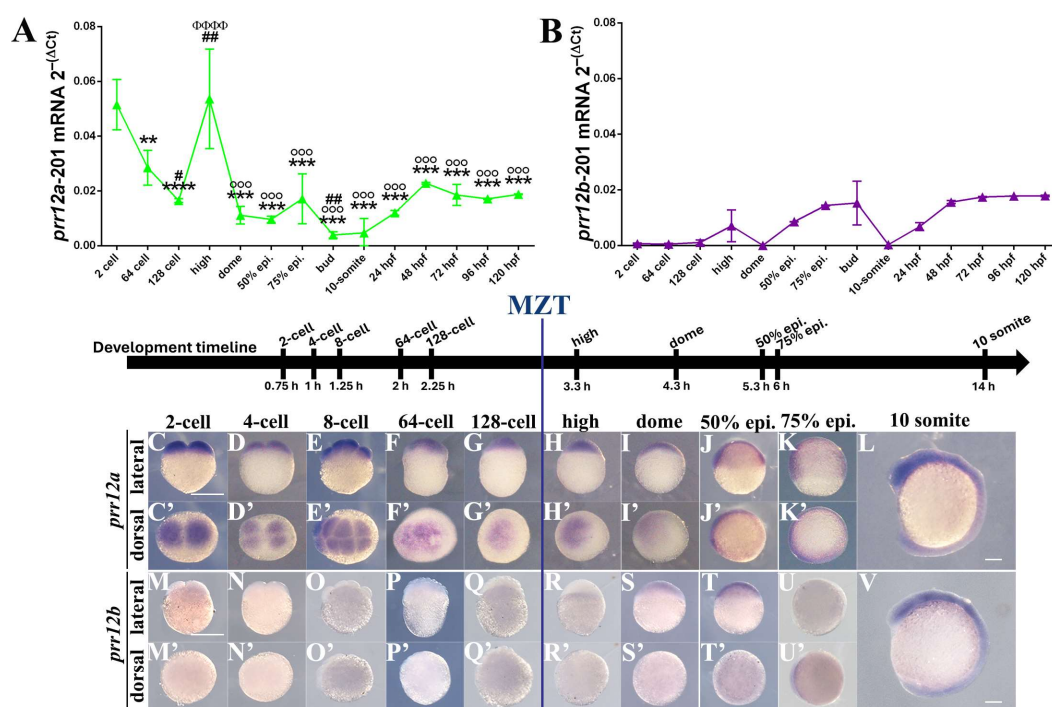 A
prr12a-201 mRNA 2^−(ΔCt)
0.08
0.06
0.04
0.02
0.00
**
#
****
ΦΦΦΦ
##
°°°
***
°°°
***
°°°
***
##
°°°
***
°°°
***
°°°
***
°°°
***
°°°
***
°°°
***
°°°
***
2 cell
64 cell
128 cell
high
dome
50% epi.
75% epi.
bud
10-somite
24 hpf
48 hpf
72 hpf
96 hpf
120 hpf
B
prr12b-201 mRNA 2^−(ΔCt)
0.08
0.06
0.04
0.02
0.00
2 cell
64 cell
128 cell
high
dome
50% epi.
75% epi.
bud
10-somite
24 hpf
48 hpf
72 hpf
96 hpf
120 hpf
MZT
Development timeline
2-cell
4-cell
8-cell
64-cell
128-cell
high
dome
50% epi.
75% epi.
10 somite
0.75 h
1 h
1.25 h
2 h
2.25 h
3.3 h
4.3 h
5.3 h
6 h
14 h
2-cell 4-cell 8-cell 64-cell 128-cell high dome 50% epi. 75% epi. 10 somite
prr12a
lateral
C D E F G H I J K L
dorsal
C' D' E' F' G' H' I' J' K'
prr12b
lateral
M N O P Q R S T U V
dorsal
M' N' O' P' Q' R' S' T' U'